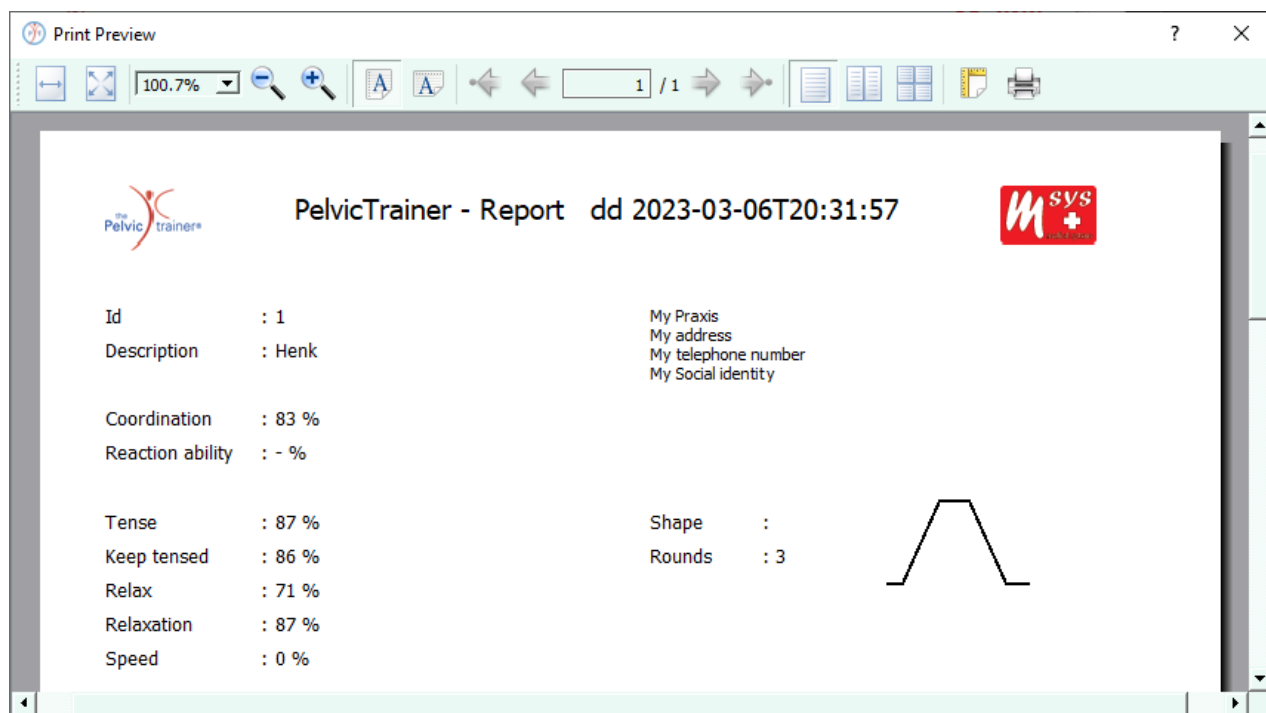 Print Preview
?
100.7%
A
A
1 / 1
the Pelvic trainer®
PelvicTrainer - Report dd 2023-03-06T20:31:57
M sys
Id : 1
Description : Henk
My Praxis
My address
My telephone number
My Social identity
Coordination : 83 %
Reaction ability : - %
Tense : 87 %
Keep tensed : 86 %
Relax : 71 %
Relaxation : 87 %
Speed : 0 %
Shape :
Rounds : 3